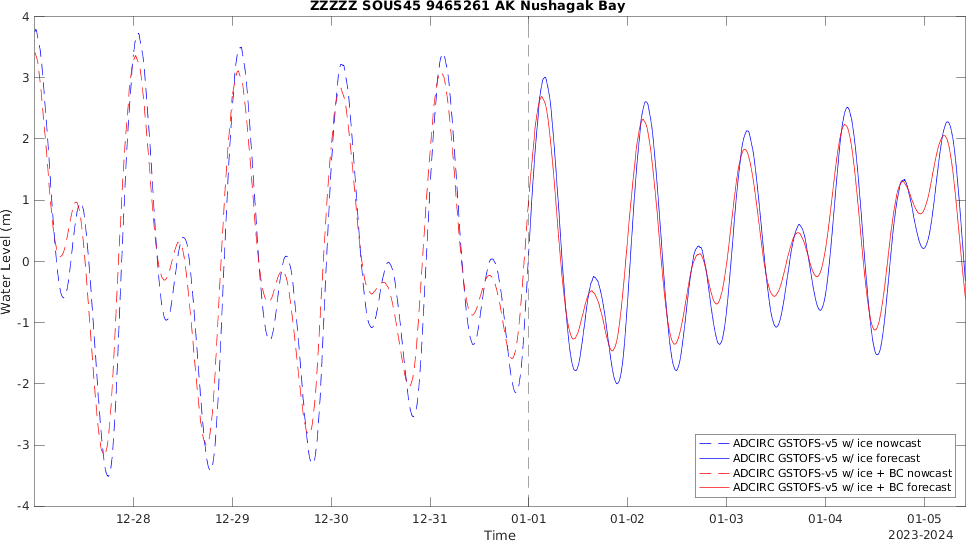 ZZZZZ SOUS45 9465261 AK Nushagak Bay
4
3
2
1
0
-1
-2
-3
-4
Water Level (m)
12-28 12-29 12-30 12-31 01-01 01-02 01-03 01-04 01-05
Time
2023-2024
ADCIRC GSTOFS-v5 w/ ice nowcast
ADCIRC GSTOFS-v5 w/ ice forecast
ADCIRC GSTOFS-v5 w/ ice + BC nowcast
ADCIRC GSTOFS-v5 w/ ice + BC forecast